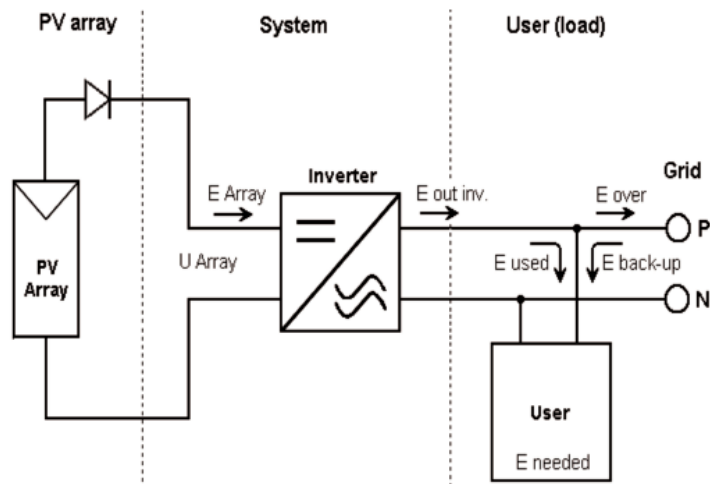 PV array
System
User (load)
Grid
Inverter
E Array
E out inv.
E over
P
U Array
E used
E back-up
PV
Array
N
User
E needed